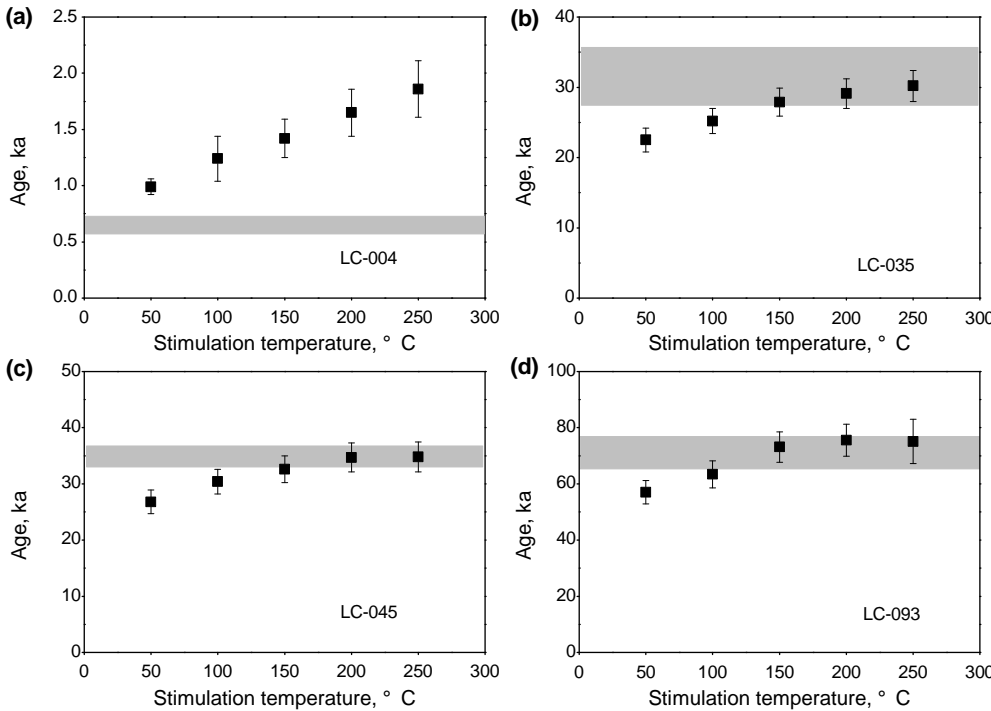 (a)
2.5
2.0
1.5
1.0
0.5
0.0
Age, ka
LC-004
0 50 100 150 200 250 300
Stimulation temperature, ° C
(b)
40
30
20
10
0
Age, ka
LC-035
0 50 100 150 200 250 300
Stimulation temperature, ° C
(c)
50
40
30
20
10
0
Age, ka
LC-045
0 50 100 150 200 250 300
Stimulation temperature, ° C
(d)
100
80
60
40
20
0
Age, ka
LC-093
0 50 100 150 200 250 300
Stimulation temperature, ° C